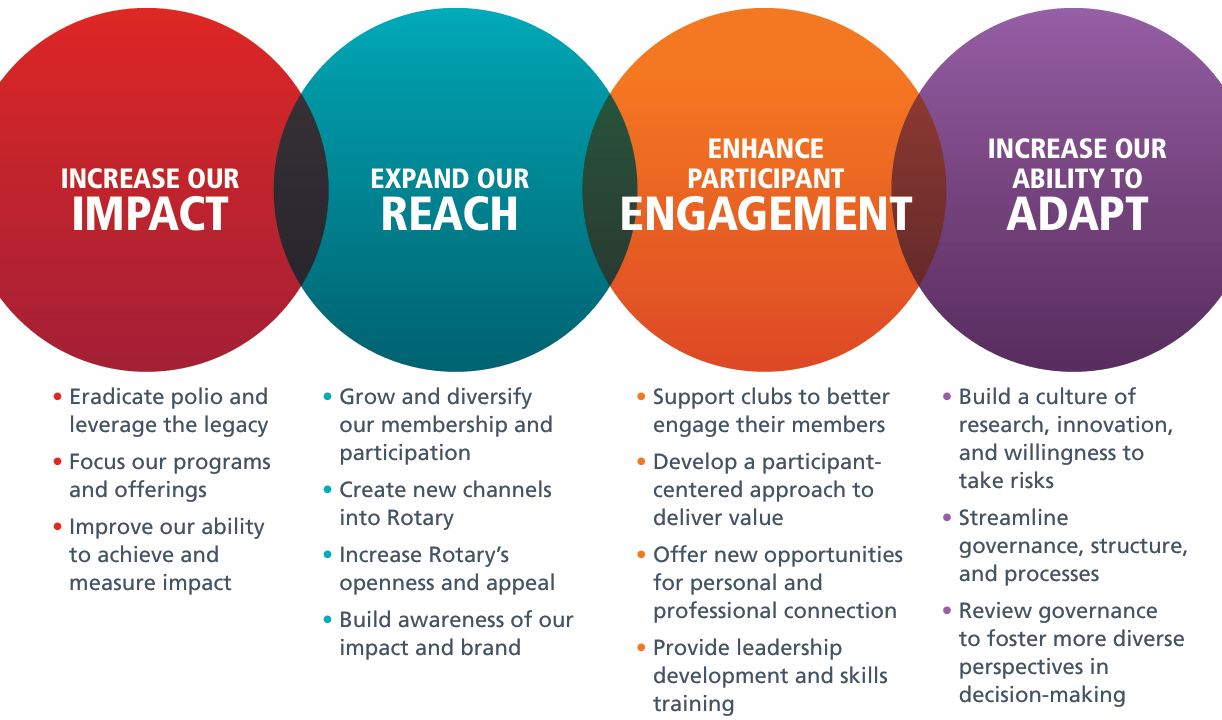 INCREASE OUR
IMPACT
EXPAND OUR
REACH
ENHANCE
PARTICIPANT
ENGAGEMENT
INCREASE OUR
ABILITY TO
ADAPT
• Eradicate polio and
leverage the legacy
• Focus our programs
and offerings
• Improve our ability
to achieve and
measure impact
• Grow and diversify
our membership and
participation
• Create new channels
into Rotary
• Increase Rotary’s
openness and appeal
• Build awareness of our
impact and brand
• Support clubs to better
engage their members
• Develop a participant-
centered approach to
deliver value
• Offer new opportunities
for personal and
professional connection
• Provide leadership
development and skills
training
• Build a culture of
research, innovation,
and willingness to
take risks
• Streamline
governance, structure,
and processes
• Review governance
to foster more diverse
perspectives in
decision-making